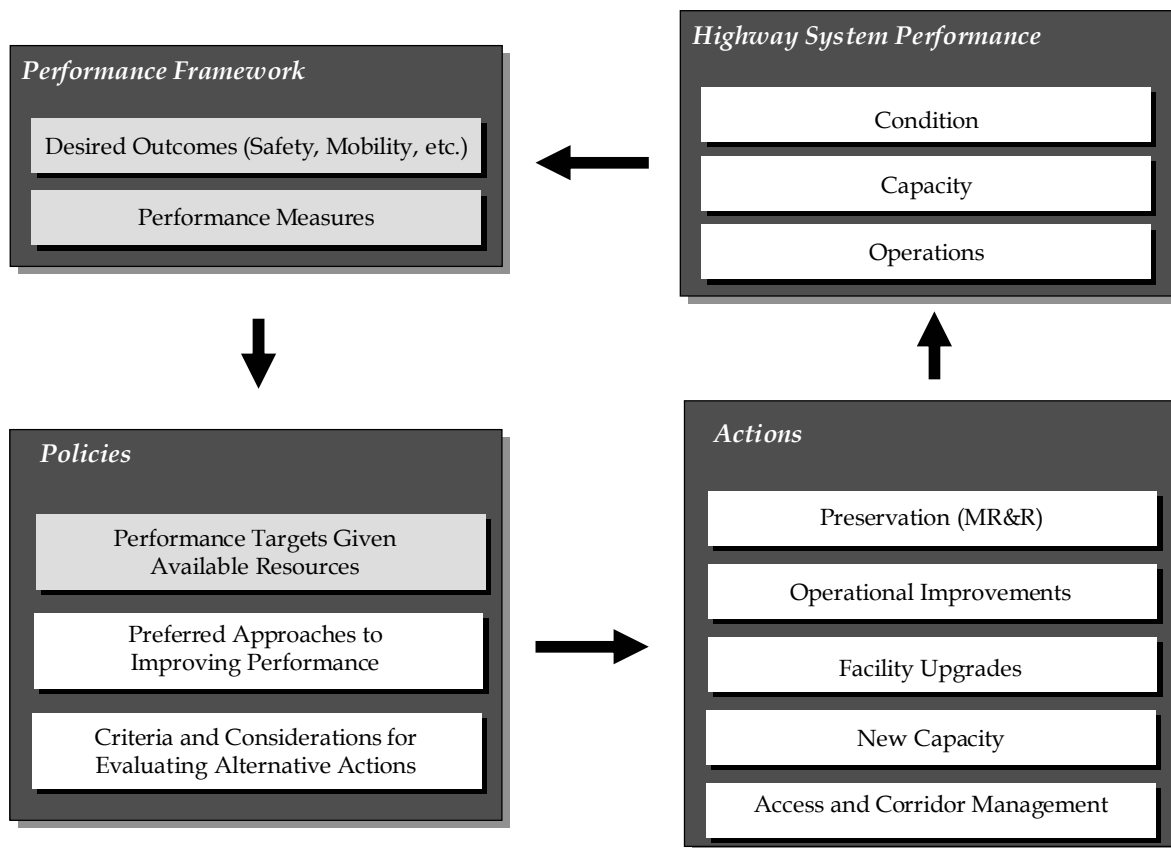 Performance Framework
Desired Outcomes (Safety, Mobility, etc.)
Performance Measures
Highway System Performance
Condition
Capacity
Operations
Policies
Performance Targets Given
Available Resources
Preferred Approaches to
Improving Performance
Criteria and Considerations for
Evaluating Alternative Actions
Actions
Preservation (MR&R)
Operational Improvements
Facility Upgrades
New Capacity
Access and Corridor Management